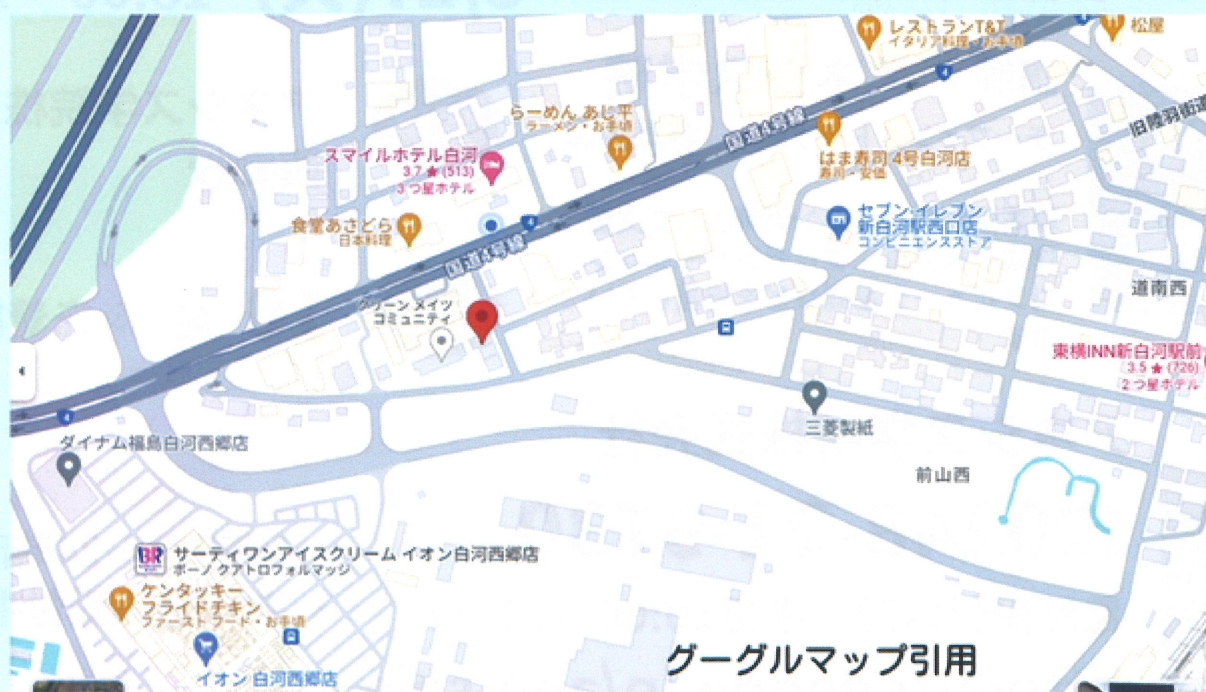 レストランT&T
イタリア料理・お手頃
松屋
4
旧陸羽街道
国道4号線
らーめん あじ平
ラーメン・お手頃
はま寿司 4号白河店
寿司・安価
スマイルホテル白河
3.7 ★ (513)
3つ星ホテル
セブン-イレブン
新白河駅西口店
コンビニエンスストア
食堂あさどら
日本料理
4
国道4号線
道南西
クリーン メイツ
コミュニティ
東横INN新白河駅前
3.5 ★ (726)
2つ星ホテル
4
三菱製紙
ダイナム福島白河西郷店
前山西
BR
サーティワンアイスクリーム イオン白河西郷店
ボーノ クアトロフォルマッジ
ケンタッキー
フライドチキン
ファースト フード・お手頃
イオン 白河西郷店
グーグルマップ引用